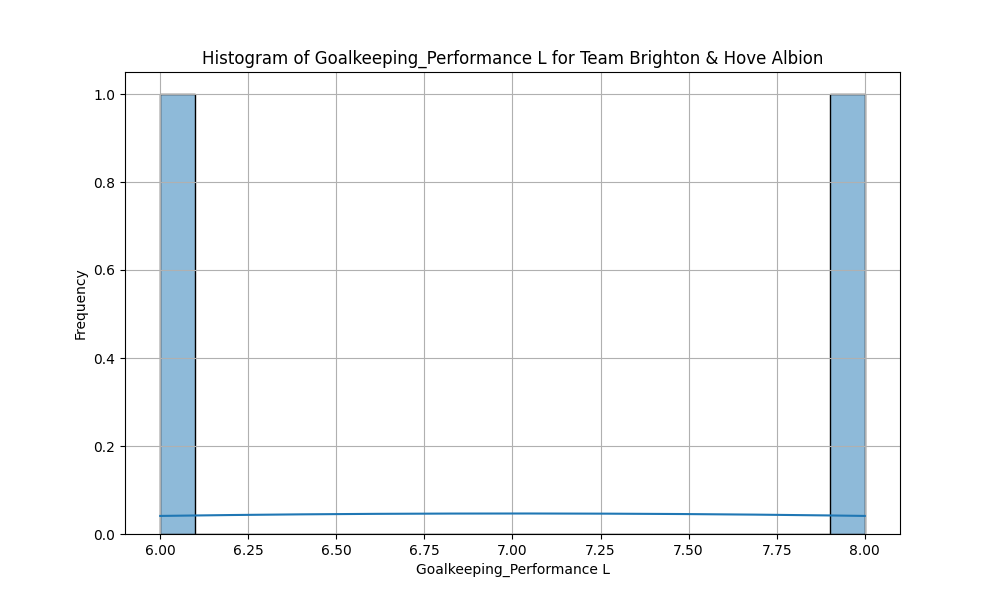 Histogram of Goalkeeping_Performance L for Team Brighton & Hove Albion
1.0
0.8
0.6
0.4
0.2
0.0
Frequency
6.00 6.25 6.50 6.75 7.00 7.25 7.50 7.75 8.00
Goalkeeping_Performance L